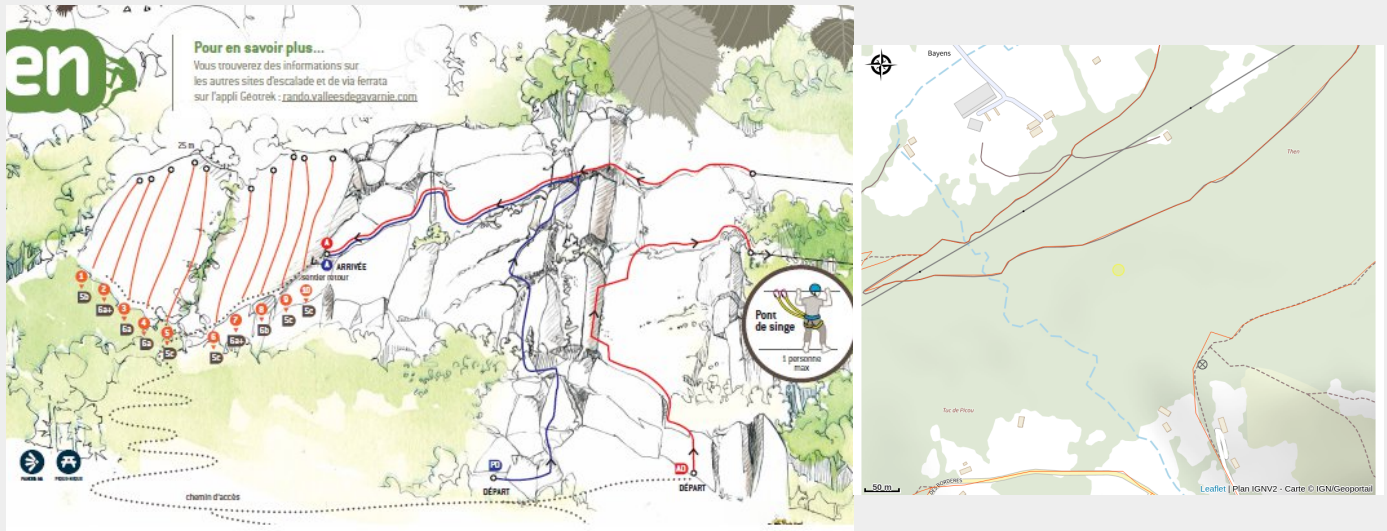 en
Pour en savoir plus...
Vous trouverez des informations sur
les autres sites d'escalade et de via ferrata
sur l'appli Géotrek : rando.valleesdegavarnie.com
25 m
1
5b
2
6a+
3
6a
4
6a
5
5c
6
5c
7
6a+
8
6b
9
5c
10
5c
A
A
ARRIVÉE
sentier retour
Pont
de singe
1 personne
max
PD
DÉPART
AD
DÉPART
chemin d'accès
Bayens
Then
Tuc de Picou
50 m
Leaflet | Plan IGNV2 - Carte © IGN/Geoportail